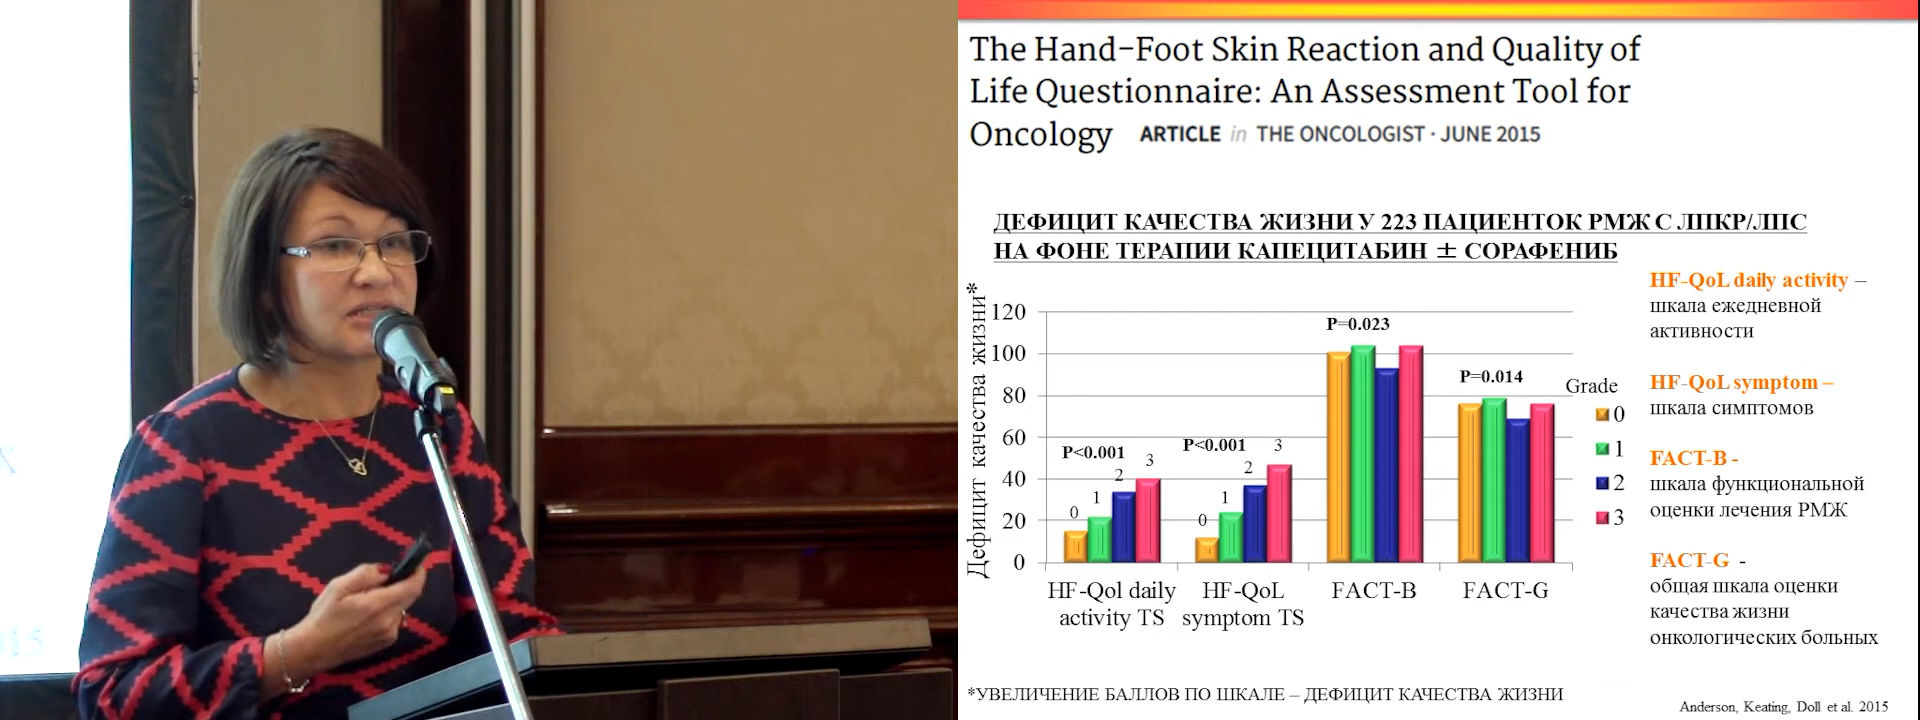 The Hand-Foot Skin Reaction and Quality of
Life Questionnaire: An Assessment Tool for
Oncology ARTICLE in THE ONCOLOGIST · JUNE 2015
ДЕФИЦИТ КАЧЕСТВА ЖИЗНИ У 223 ПАЦИЕНТОК РМЖ С ЛПКР/ЛПС
НА ФОНЕ ТЕРАПИИ КАПЕЦИТАБИН ± СОРАФЕНИБ
Дефицит качества жизни*
120
100
80
60
40
20
0
P<0.001
0
1
2
3
P<0.001
0
1
2
3
P=0.023
P=0.014
HF-Qol daily
activity TS
HF-QoL
symptom TS
FACT-B
FACT-G
Grade
0
1
2
3
HF-QoL daily activity –
шкала ежедневной
активности
HF-QoL symptom –
шкала симптомов
FACT-B -
шкала функциональной
оценки лечения РМЖ
FACT-G -
общая шкала оценки
качества жизни
онкологических больных
*УВЕЛИЧЕНИЕ БАЛЛОВ ПО ШКАЛЕ – ДЕФИЦИТ КАЧЕСТВА ЖИЗНИ
Anderson, Keating, Doll et al. 2015